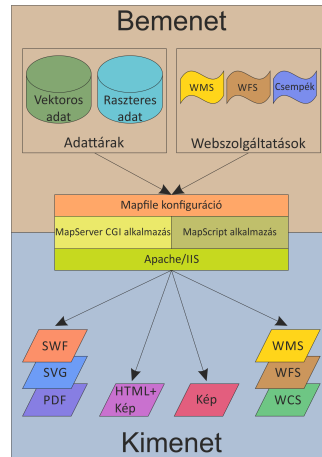 Bemenet
Vektoros
adat
Raszteres
adat
Adattárak
WMS
WFS
Csempék
Webszolgáltatások
Mapfile konfiguráció
MapServer CGI alkalmazás
MapScript alkalmazás
Apache/IIS
SWF
SVG
PDF
HTML+
Kép
Kép
WMS
WFS
WCS
Kimenet